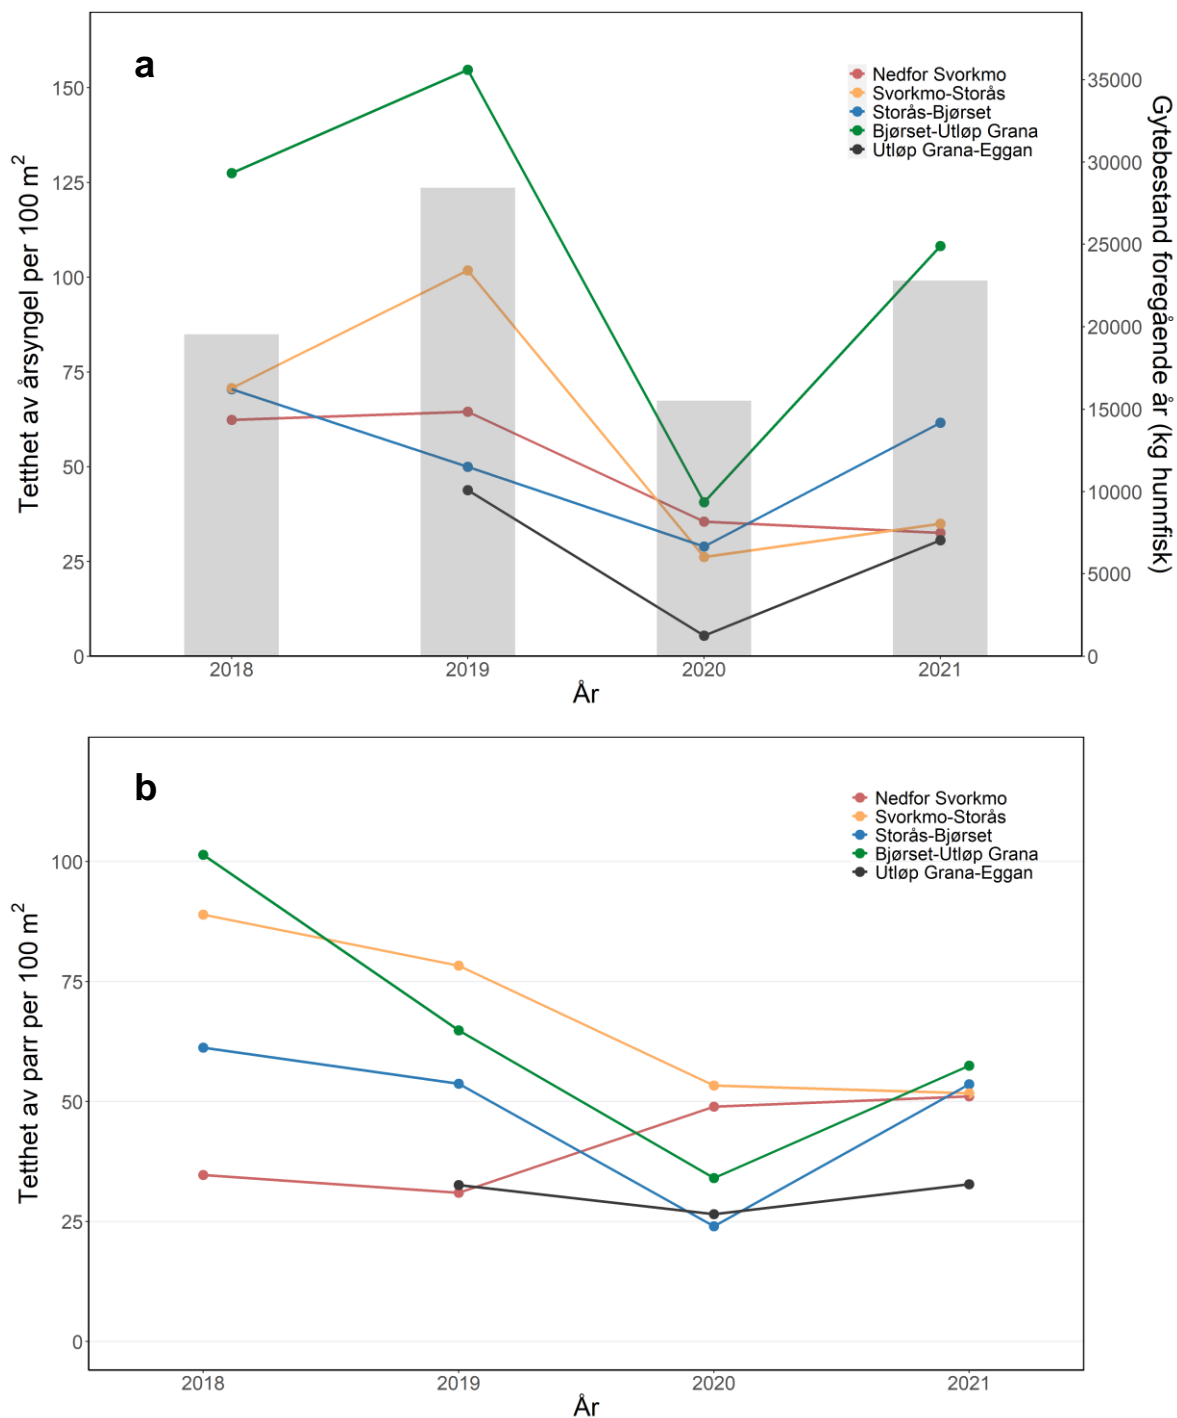 a
Nedfor Svorkmo
Svorkmo-Storås
Storås-Bjørset
Bjørset-Utløp Grana
Utløp Grana-Eggan
Tetthet av årsyngel per 100 m²
150
125
100
75
50
25
0
35000
30000
25000
20000
15000
10000
5000
0
Gytebestand foregående år (kg hunnfisk)
2018 2019 2020 2021
År
b
Nedfor Svorkmo
Svorkmo-Storås
Storås-Bjørset
Bjørset-Utløp Grana
Utløp Grana-Eggan
Tetthet av parr per 100 m²
100
75
50
25
0
2018 2019 2020 2021
År